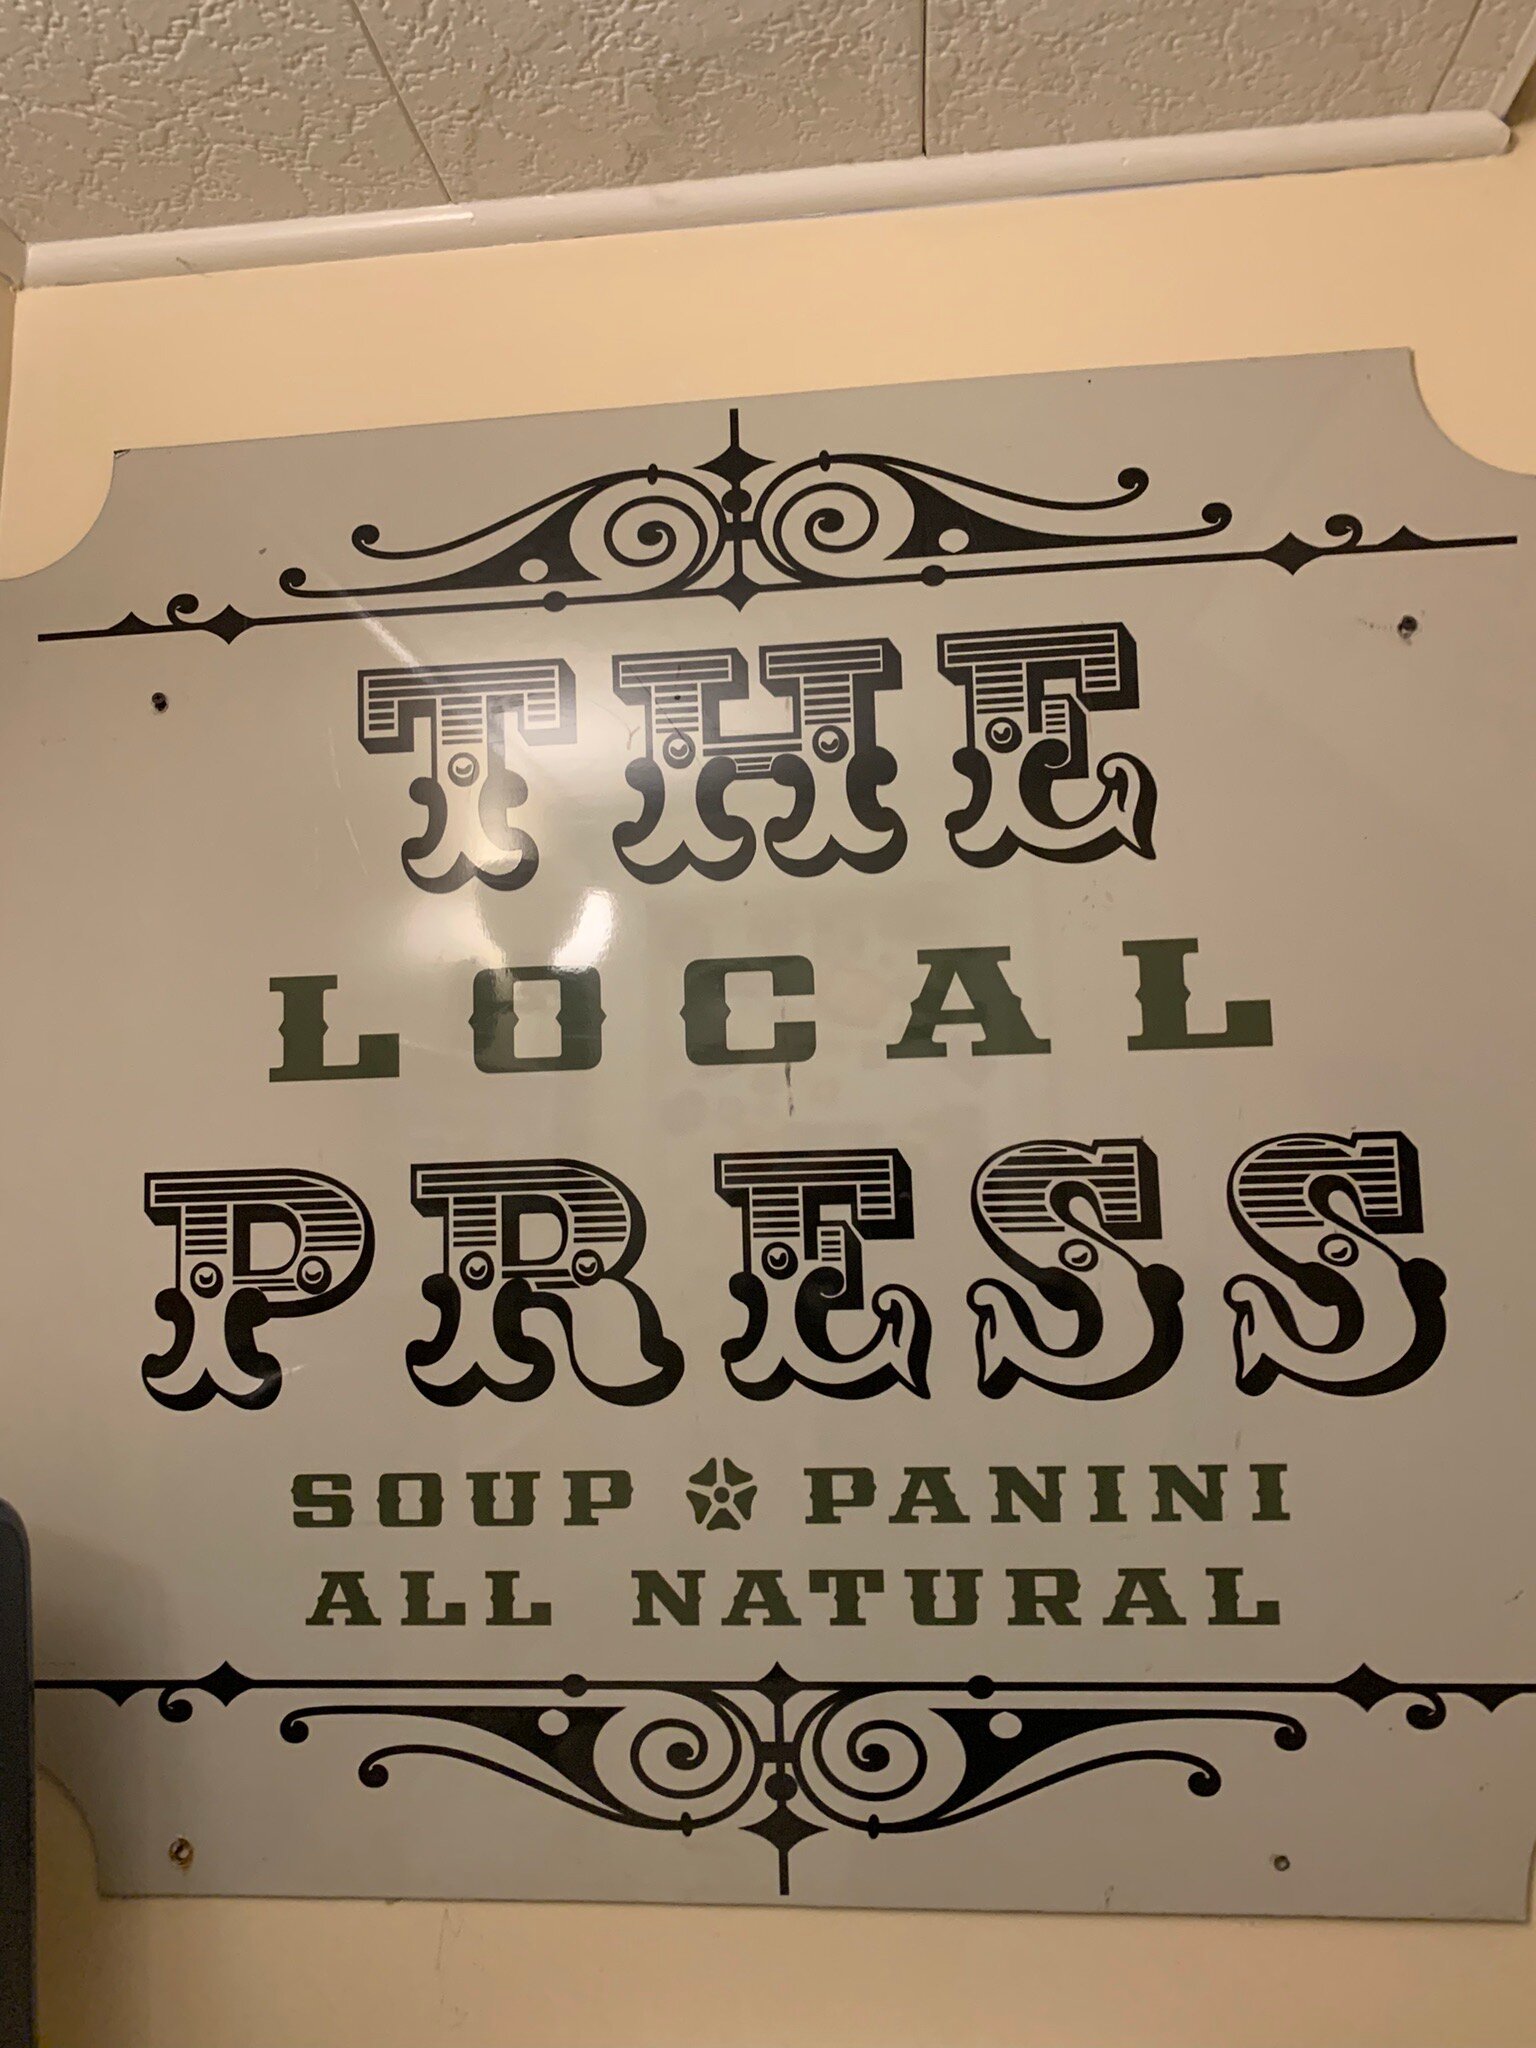 THE
LOCAL
PRESS
SOUP PANINI
ALL NATURAL